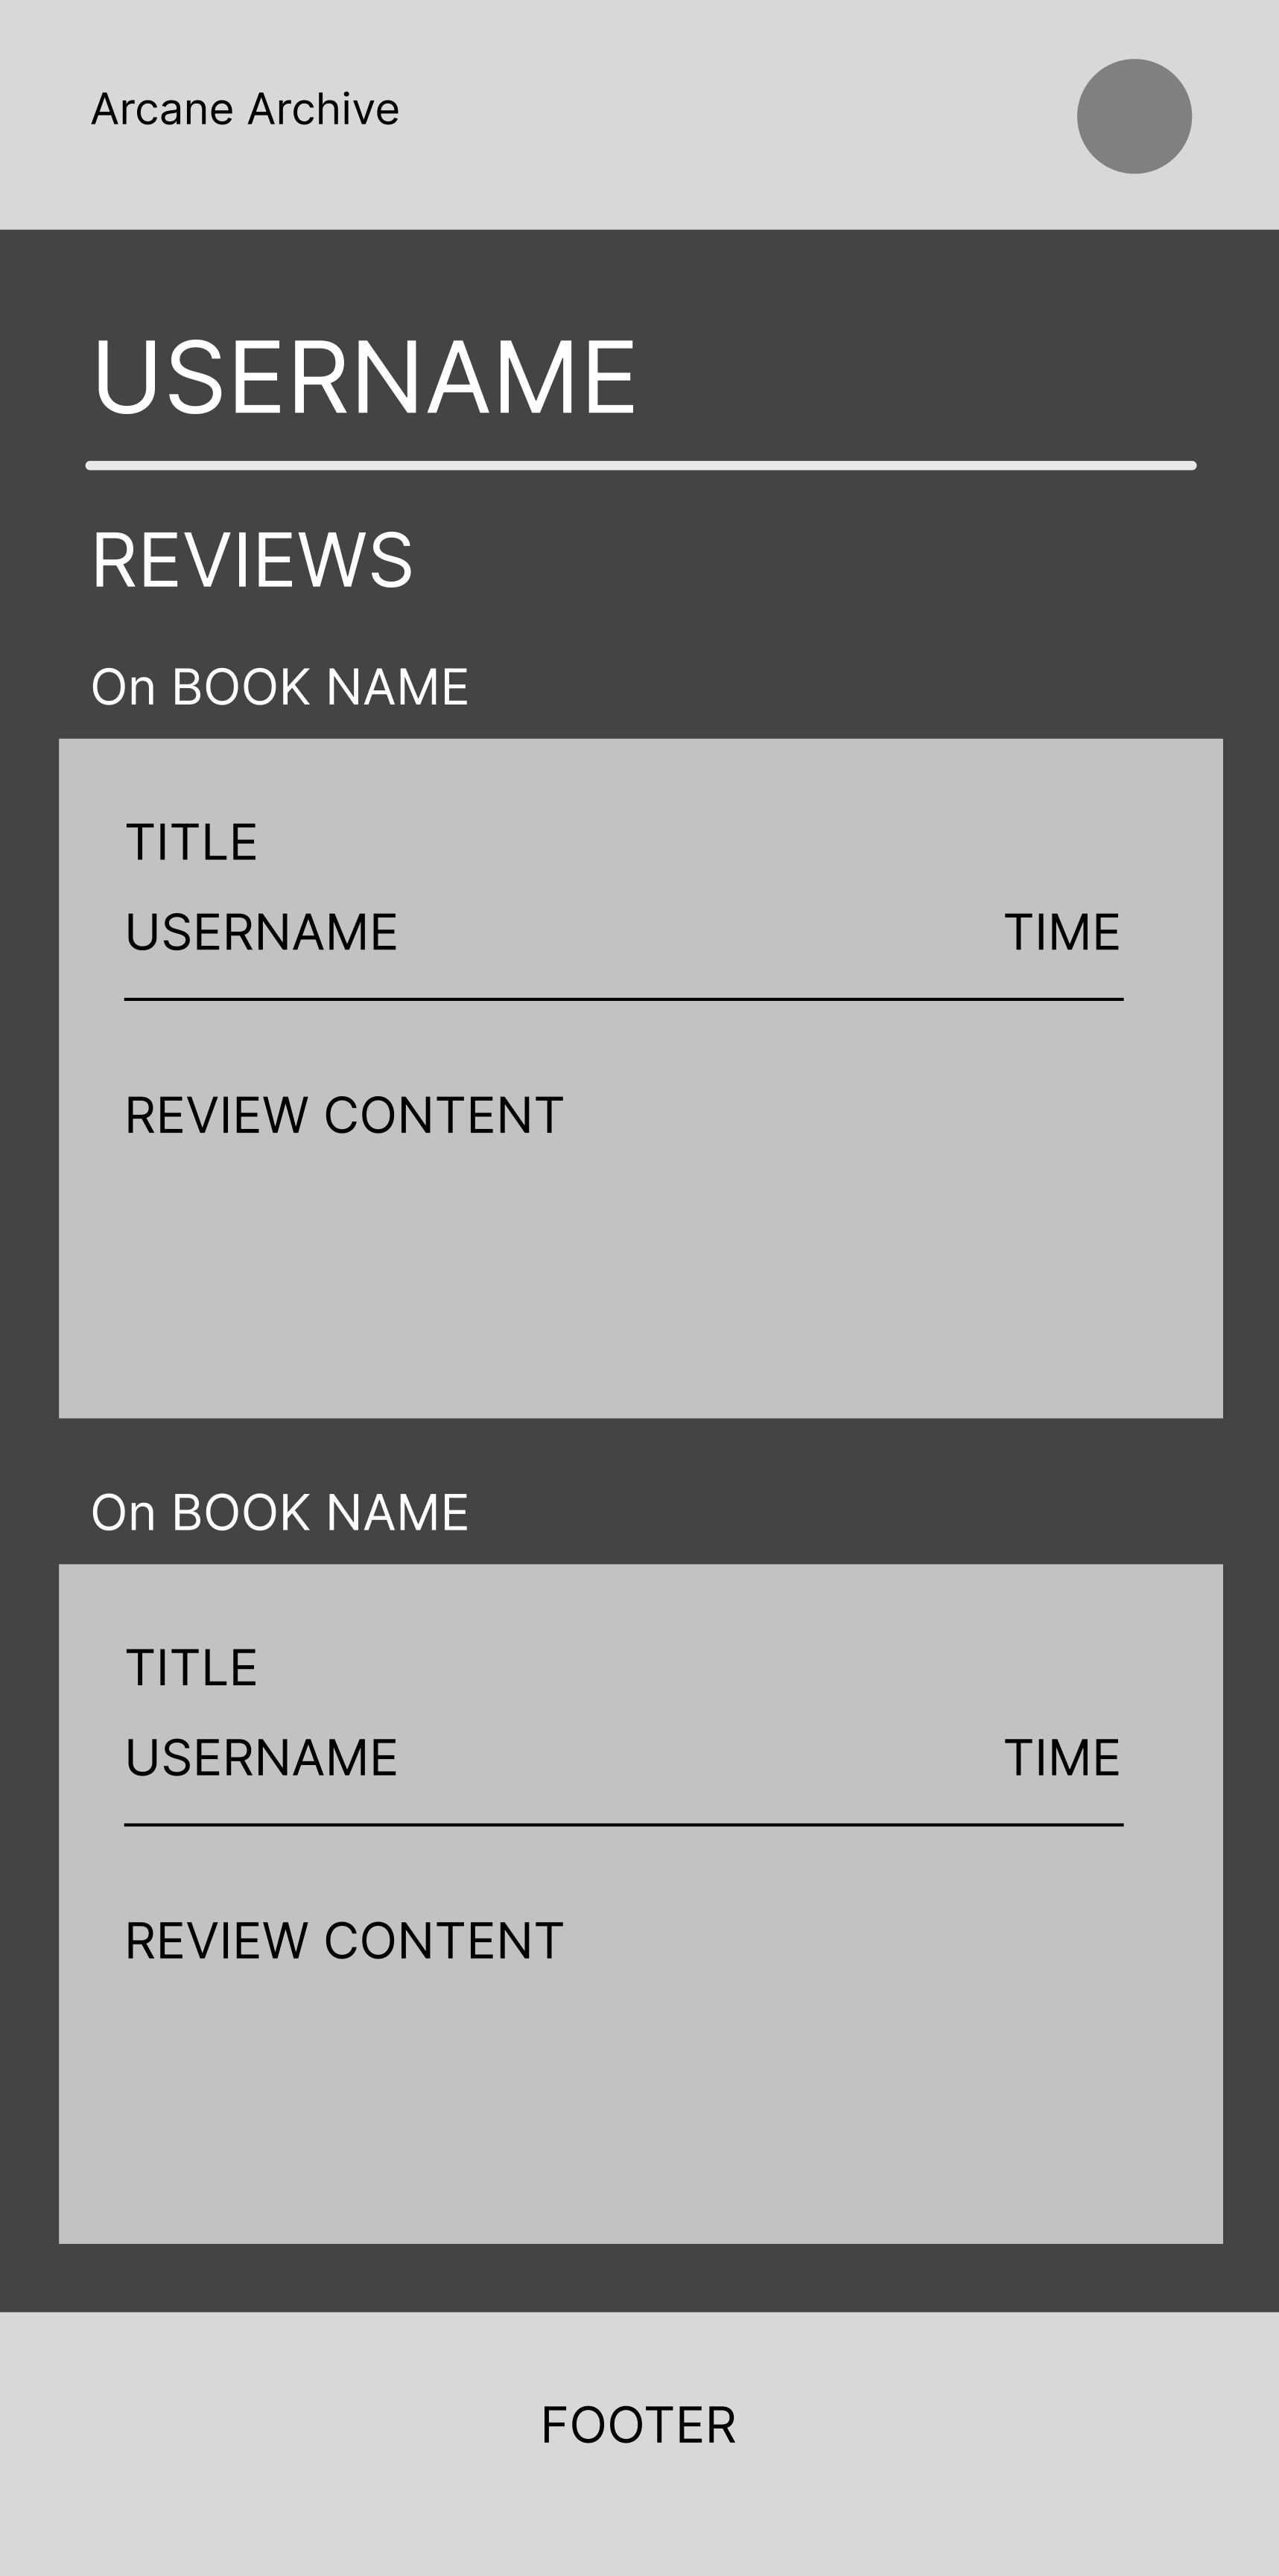 Arcane Archive
USERNAME
REVIEWS
On BOOK NAME
TITLE
USERNAME TIME
REVIEW CONTENT
On BOOK NAME
TITLE
USERNAME TIME
REVIEW CONTENT
FOOTER